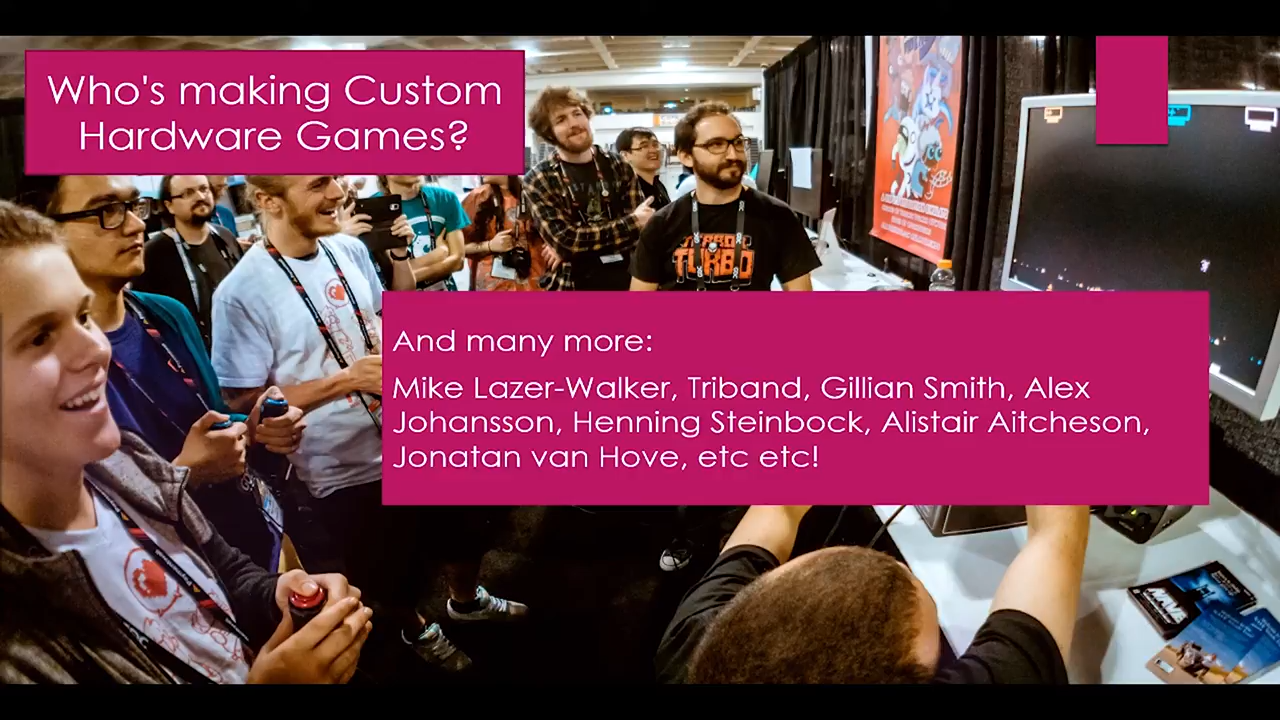 Who's making Custom
Hardware Games?
TURBO
And many more:
Mike Lazer-Walker, Triband, Gillian Smith, Alex
Johansson, Henning Steinbock, Alistair Aitcheson,
Jonatan van Hove, etc etc!